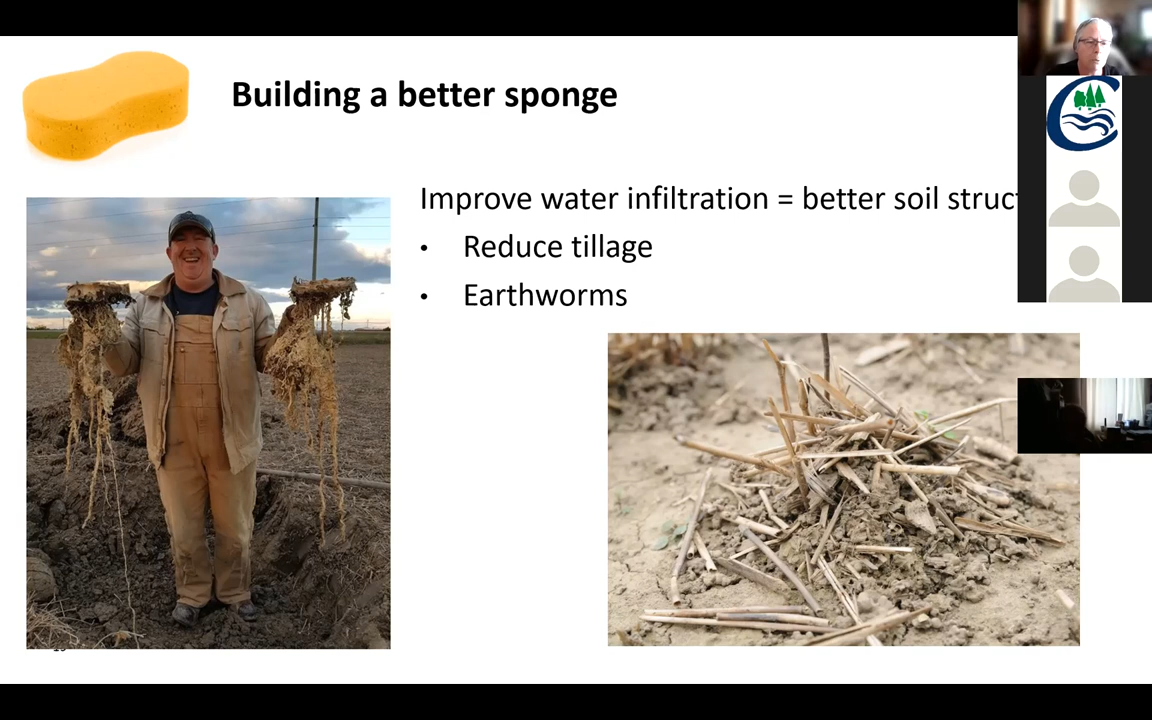 Building a better sponge
Improve water infiltration = better soil struct
• Reduce tillage
• Earthworms